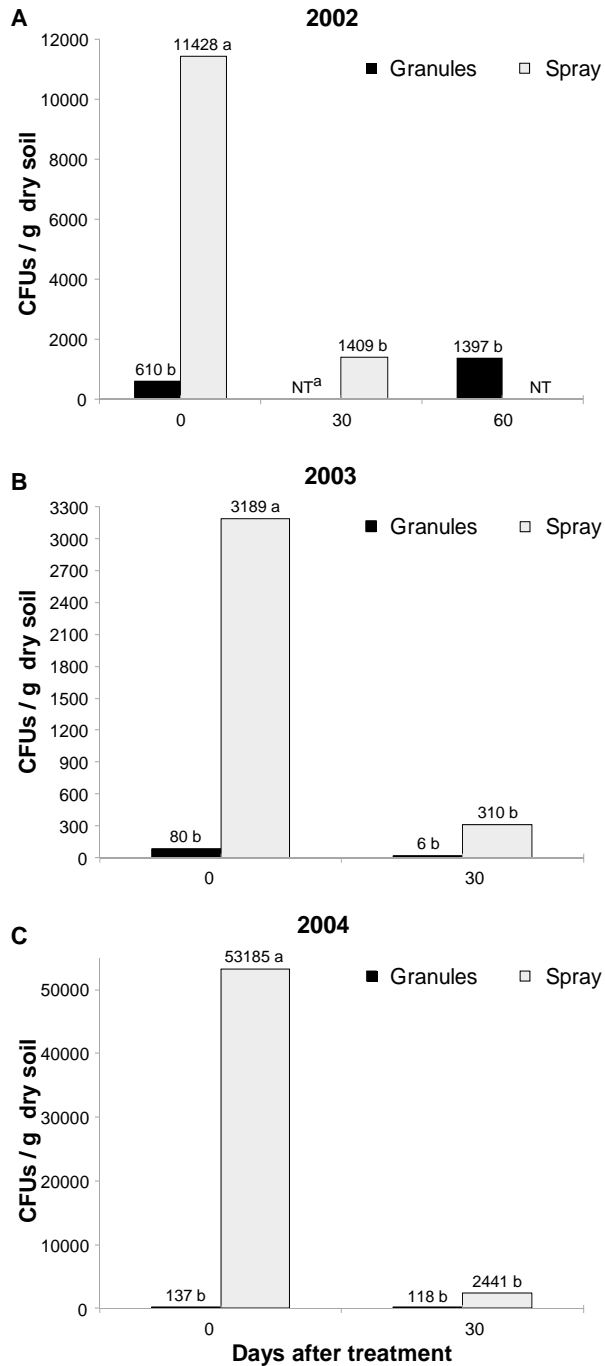 A
2002
12000
11428 a
Granules
Spray
10000
8000
6000
4000
2000
0
CFUs / g dry soil
610 b
NTa
1409 b
1397 b
NT
0
30
60
B
2003
3300
3189 a
Granules
Spray
3000
2700
2400
2100
1800
1500
1200
900
600
300
0
CFUs / g dry soil
80 b
6 b
310 b
0
30
C
2004
53185 a
Granules
Spray
50000
40000
30000
20000
10000
0
CFUs / g dry soil
137 b
118 b
2441 b
0
30
Days after treatment